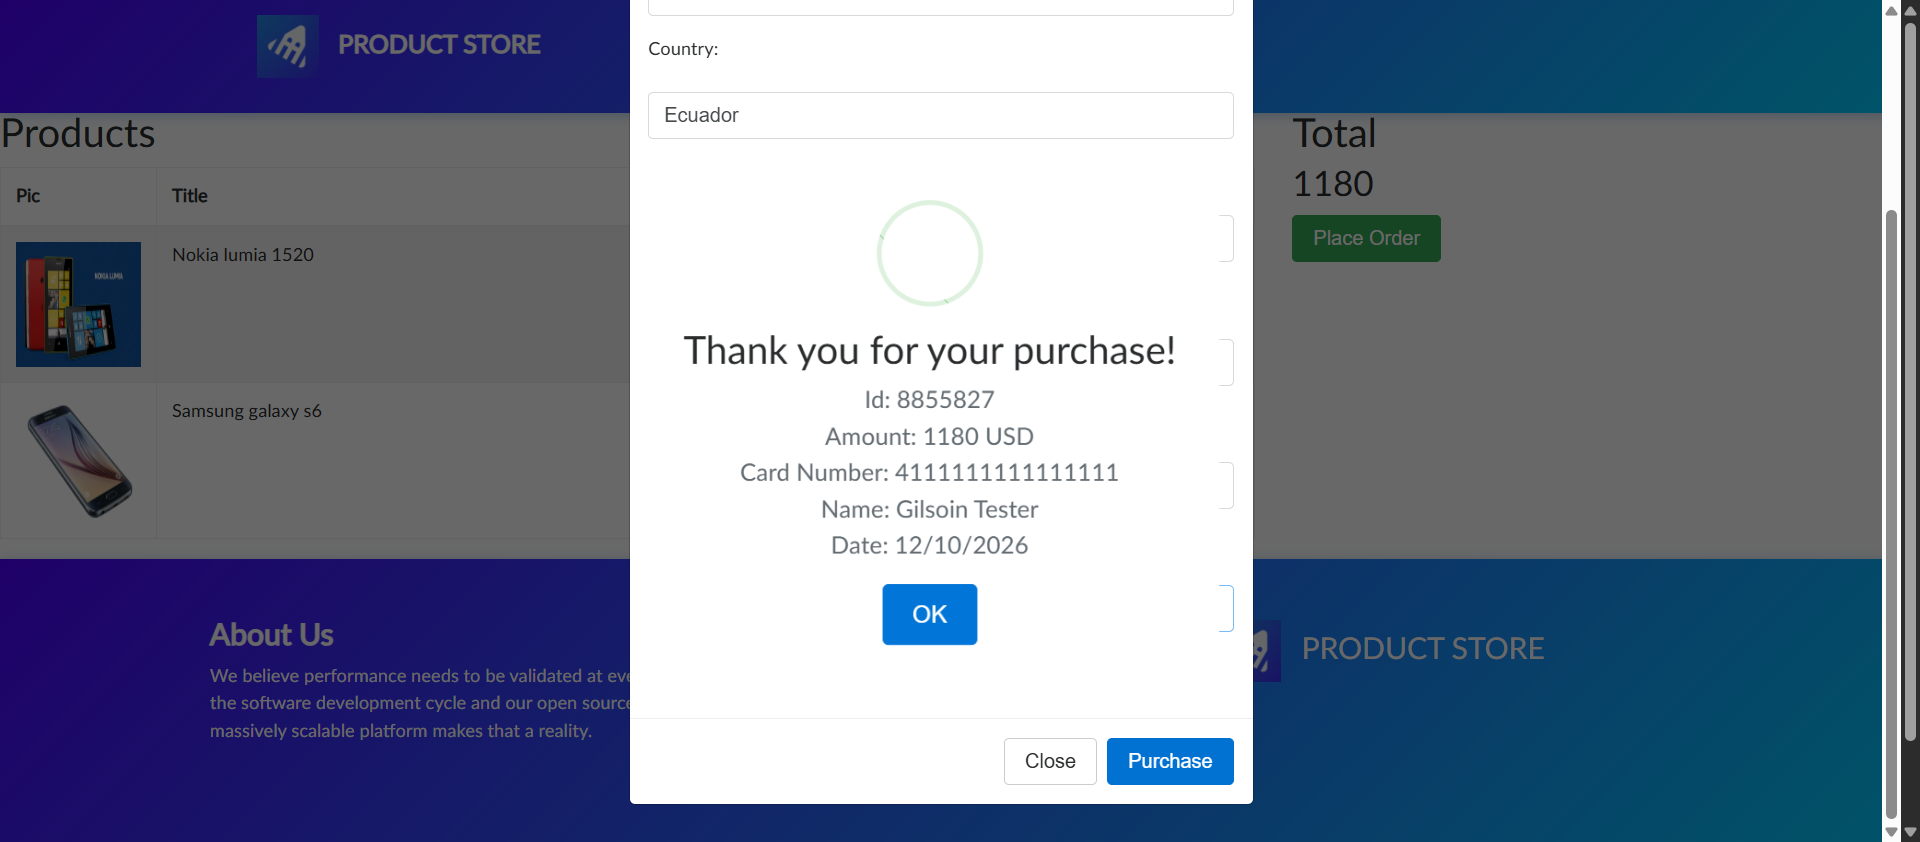 PRODUCT STORE
Country:
Ecuador
Products
Total
1180
Place Order
Pic
Title
Nokia lumia 1520
NOKIA LUMIA
Samsung galaxy s6
Thank you for your purchase!
Id: 8855827
Amount: 1180 USD
Card Number: 4111111111111111
Name: Gilsoin Tester
Date: 12/10/2026
OK
About Us
We believe performance needs to be validated at eve
the software development cycle and our open source
massively scalable platform makes that a reality.
PRODUCT STORE
Close
Purchase